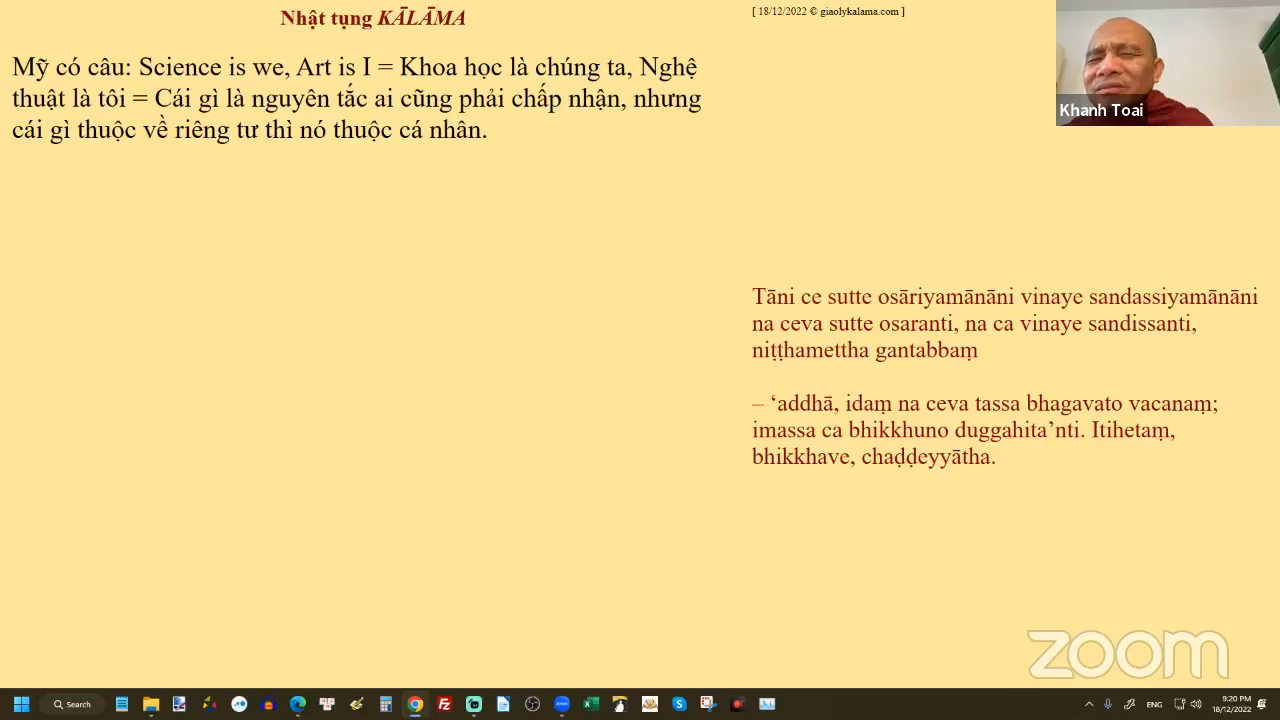 Nhật tụng KĀLĀMA
[ 18/12/2022 © giaolykalama.com ]
Mỹ có câu: Science is we, Art is I = Khoa học là chúng ta, Nghệ
thuật là tôi = Cái gì là nguyên tắc ai cũng phải chấp nhận, nhưng
cái gì thuộc về riêng tư thì nó thuộc cá nhân.
Khanh Toai
Tāni ce sutte osāriyamānāni vinaye sandassiyamānāni
na ceva sutte osaranti, na ca vinaye sandissanti,
niṭṭhamettha gantabbaṃ
– ‘addhā, idaṃ na ceva tassa bhagavato vacanaṃ;
imassa ca bhikkhuno duggahita’nti. Itihetaṃ,
bhikkhave, chaḍḍeyyātha.
zoom
Search
ENG
9:20 PM
18/12/2022